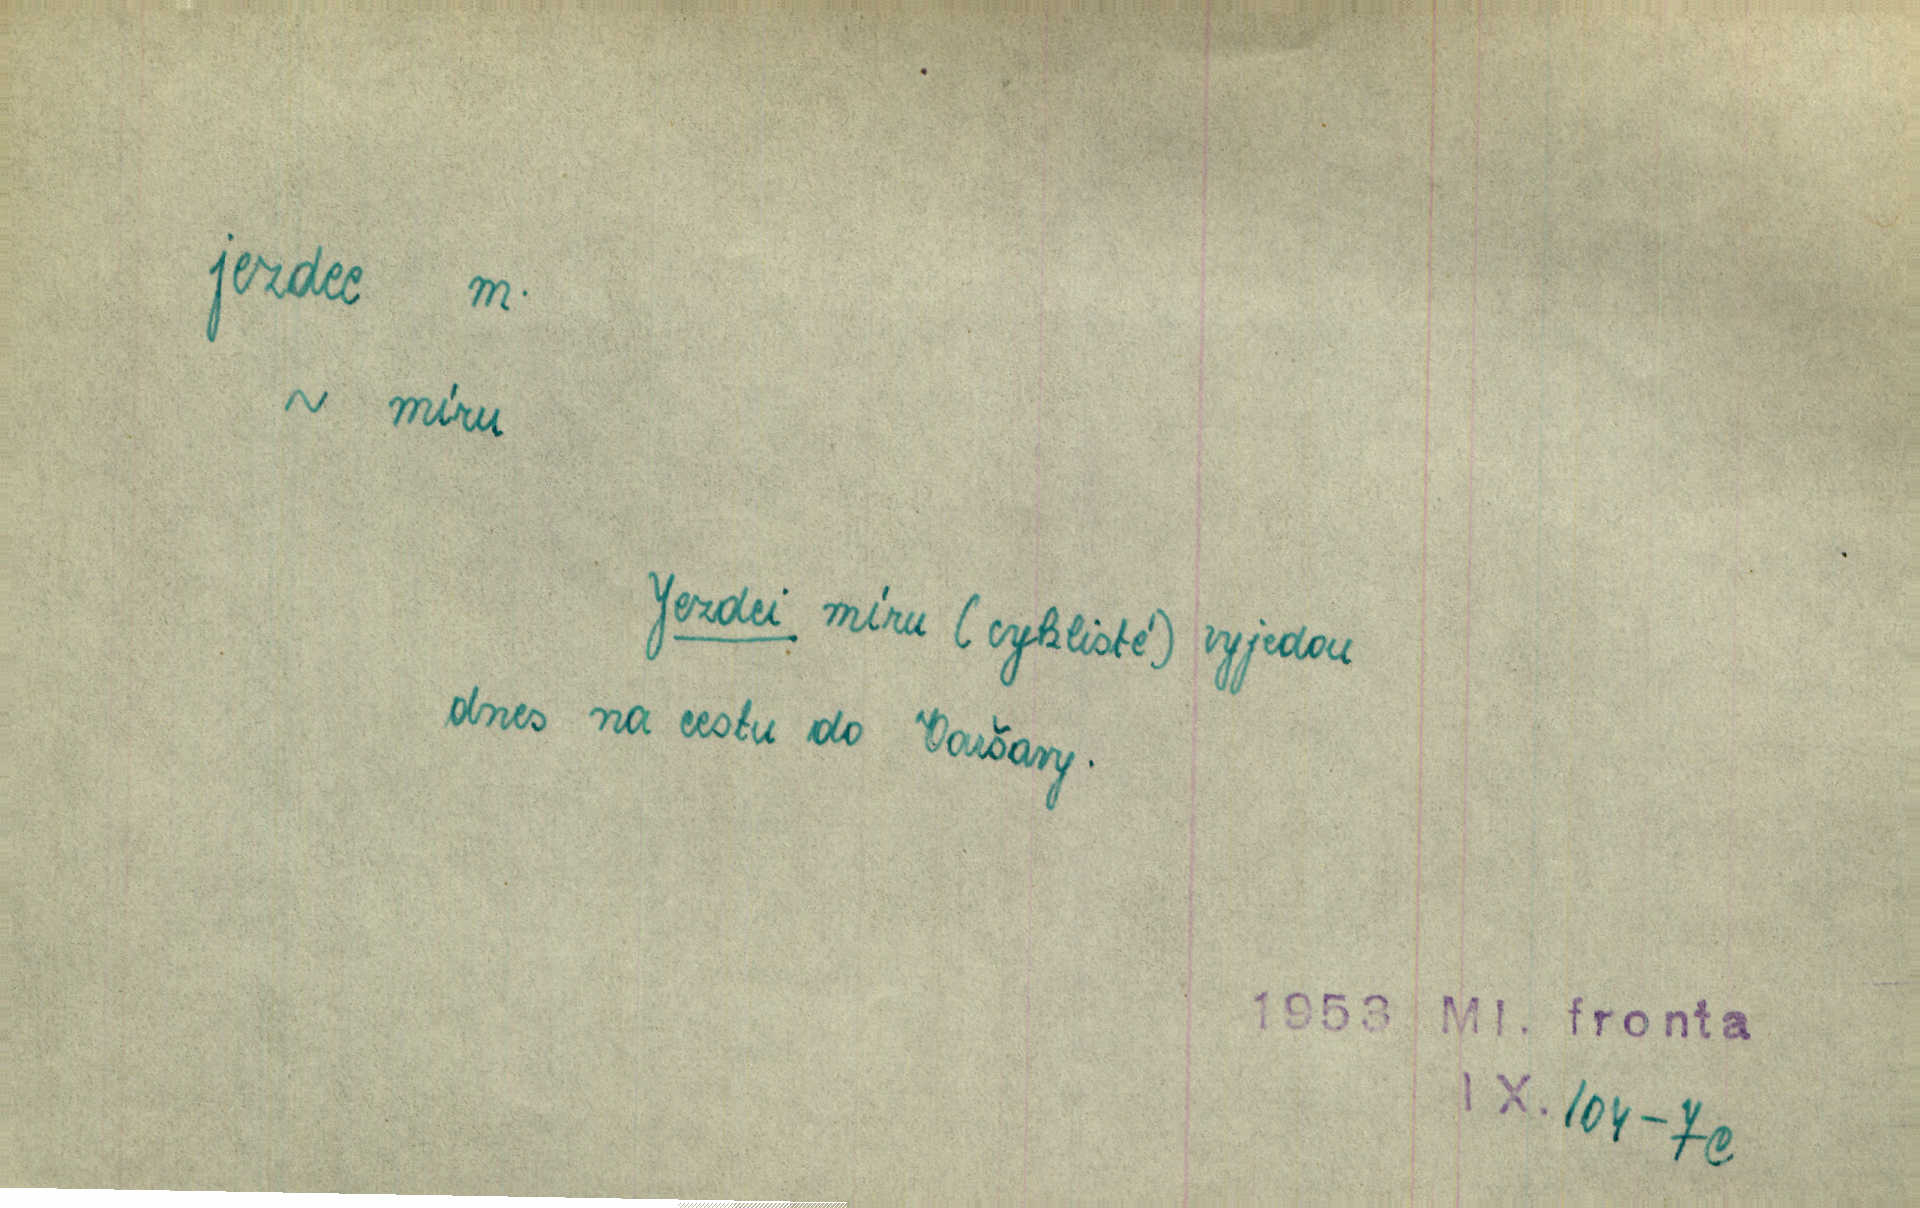 jezdec m.
~ míru
Jezdci míru (cyklisté) vyjedou
dnes na cestu do Varšavy.
1953 Ml. fronta
IX. 104-7c